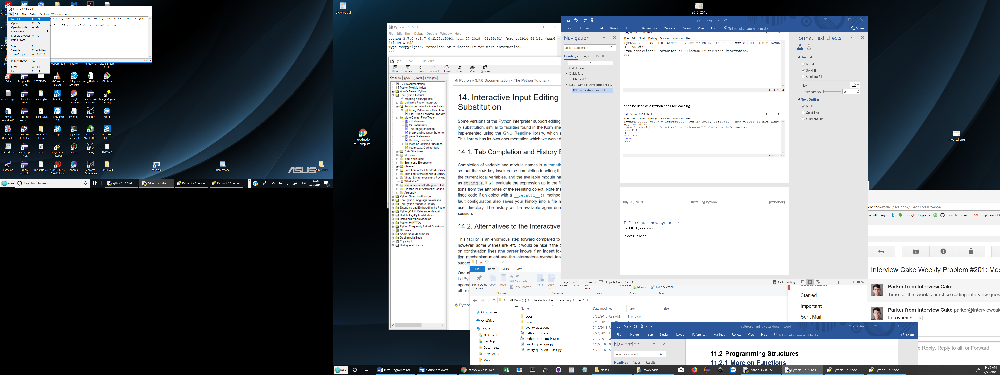 Python 3.7.0 Shell
File Edit Shell Debug Options Window Help
New File Ctrl+N
Open... Ctrl+O
Open Module... Alt+M
Recent Files
Module Browser Alt+C
Path Browser
Save Ctrl+S
Save As... Ctrl+Shift+S
Save Copy As... Alt+Shift+S
Print Window Ctrl+P
Close Alt+F4
Exit Ctrl+Q
9cc5093, Jun 27 2018, 04:59:51) [MSC v.1914 64 bit (AMD6
ts" or "license()" for more information.
Ln: 7 Col: 4
WebStorage Firefox RemotePC Visual Studio Code
IDrive Eclipse Php Neon 27872083-... VLC media player HP Support Assistant test_5261.csv Git Bash
snap_to_squ... Eclipse Jee Neon ThursdayNi... True Key Google Chrome Eclipse Java Oxygen ImageMagick Display
Skype raysmith619... Eclipse Javascri... ThursdayNi... TeamViewer 13 Evernote XLaunch Zoom
Revo Uninstaller Eclipse Installer Old Firefox Data Skype Cygwin64 Terminal NVIDIA Nsight HU... Microsoft Edge
README.md Eclipse Cpp Neon Jobs Programm... Notepad cree.py Xming ANIMALS
putty.exe Eclipse Androi... BwSetup.ly... SUPERAntiS... Free Edition Appium GeForce Experience DISNEY08
bash.exe
SimpleMod...
ASUS
OLD_STUFF
Start
Type here to search
Python 3.7.0 Shell
Python 3.7.0 Shell
Python 3.7.0 docum...
Python 3.7.0 docum...
ENG
9:58 AM
7/25/2018
pickdepth.j
2015, 2016
Introduction to Compute...
mvc_cd.png
Python 3.7.0 Shell
File Edit Shell Debug Options Window Help
Python 3.7.0 (v3.7.0:1bf9cc5093, Jun 27 2018, 04:59:51) [MSC v.1914 64 bit (AMD6
4)] on win32
Type "copyright", "credits" or "license()" for more information.
>>>
Python 3.7.0 documentation
Hide Locate Back Forward Home Font Print Options
Contents Index Search Favorites
3.7.0 Documentation
Python Module Index
What's New in Python
The Python Tutorial
Whetting Your Appetite
Using the Python Interpreter
An Informal Introduction to Python
Using Python as a Calculator
First Steps Towards Program
More Control Flow Tools
if Statements
for Statements
The range() Function
break and continue Statemer
pass Statements
Defining Functions
More on Defining Functions
Intermezzo: Coding Style
Data Structures
Modules
Input and Output
Errors and Exceptions
Classes
Brief Tour of the Standard Library
Brief Tour of the Standard Library
Virtual Environments and Packag
What Now?
Interactive Input Editing and Histo
Floating Point Arithmetic: Issues
Appendix
Python Setup and Usage
The Python Language Reference
The Python Standard Library
Extending and Embedding the Pytho
Python/C API Reference Manual
Distributing Python Modules
Installing Python Modules
Python HOWTOs
Python Frequently Asked Questions
Glossary
About these documents
Dealing with Bugs
Copyright
History and License
Python » 3.7.0 Documentation » The Python Tutorial »
14. Interactive Input Editing
Substitution
Some versions of the Python interpreter support editing
ry substitution, similar to facilities found in the Korn she
implemented using the GNU Readline library, which s
This library has its own documentation which we won't d
14.1. Tab Completion and History E
Completion of variable and module names is automatic
so that the Tab key invokes the completion function; it l
the current local variables, and the available module na
as string.a, it will evaluate the expression up to the fi
tions from the attributes of the resulting object. Note tha
fined code if an object with a __getattr__() method
fault configuration also saves your history into a file n
user directory. The history will be available again duri
session.
14.2. Alternatives to the Interactive
This facility is an enormous step forward compared to
however, some wishes are left: It would be nice if the p
on continuation lines (the parser knows if an indent tok
tion mechanism might use the interpreter's symbol tabl
sugges
One al
is IPyt
ageme
other s
Python
pythonorg.docx - Word
File Home Insert Design Layout References Mailings Review View Help Tell me what you want to do Share
Navigation
Search document
Headings Pages Results
Installation
Quick Test
Method 1:
IDLE – Simple Development a...
IDLE – create a new pytho...
File Edit Shell Debug Options Window Help
Python 3.7.0 (v3.7.0:1bf9cc5093, Jun 27 2018, 04:59:51) [MSC v.1914 64 bit (AMD6
4)] on win32
Type "copyright", "credits" or "license()" for more information.
>>>
Ln: 3 Col: 4
It can be used as a Python shell for learning.
Python 3.7.0 Shell
File Edit Shell Debug Options Window Help
Python 3.7.0 (v3.7.0:1bf9cc5093, Jun 27 2018, 04:59:51) [MSC v.1914 64 bit (AMD6
4)] on win32
Type "copyright", "credits" or "license()" for more information.
>>> 2*2
4
>>> 2**10
1024
>>>
Ln: 7 Col: 4
11
July 20, 2018 Installing Python pythonorg
IDLE – create a new python file
Start IDLE, as above.
Select File Menu
Page 12 of 12 214 words English (United States) Display Settings 100%
Format Text Effects
Text Fill
No fill
Solid fill
Gradient fill
Color
Transparency 0%
Text Outline
No line
Solid line
Gradient line
class1
File Home Share View
Pin to Quick access
Copy
Paste
Cut
Copy path
Paste shortcut
Clipboard
Move to
Copy to
Organize
New folder
New
History
Open
Invert selection
Select
USB Drive (E:) > IntroductionToProgramming > class1
Name Date modified Type Size
Quick access
OneDrive
This PC
3D Objects
Desktop
Documents
Downloads
Music
Docs 7/23/2018 9:22 AM File folder
exercises 7/19/2018 9:50 PM File folder
twenty_questions 7/19/2018 9:
python-3.7.0.exe 7/24/2018 1:
python-3.7.0-amd64.exe 7/20/2018 9:
twenty_questions.py 5/8/2018 6:0
twenty_questions_basic.py 5/7/2018 9:5
IntroProgrammingNotes.docx - Word
Charles Smith
File Home Insert Design Layout References Mailings Review View Help Tell me what you want to do Share
Navigation
Search document
Headings Pages Results
11.2 Programming Structures
11.2.1 More on Functions
gle.com/mail/u/0/#inbox/164ce17e607546a4
results - rays
Google Hangouts
Search - hecman
Employment
Interview Cake Weekly Problem #201: Mes
Inbox (405)
Starred
Important
Sent Mail
Parker from Interview Cake
Time for this week's practice coding interview ques
Parker from Interview Cake parker@interviewcak
to raysmith
o Reply, Reply to all, or Forward
Start
IntroProgramming...
pythonorg.docx - ...
Interview Cake Wee...
class1
Downloads
Python 3.7.0 Shell
Python 3.7.0 Shell
Python 3.7.0 docu...
Python 3.7.0 docu...
9:58 AM
7/25/2018